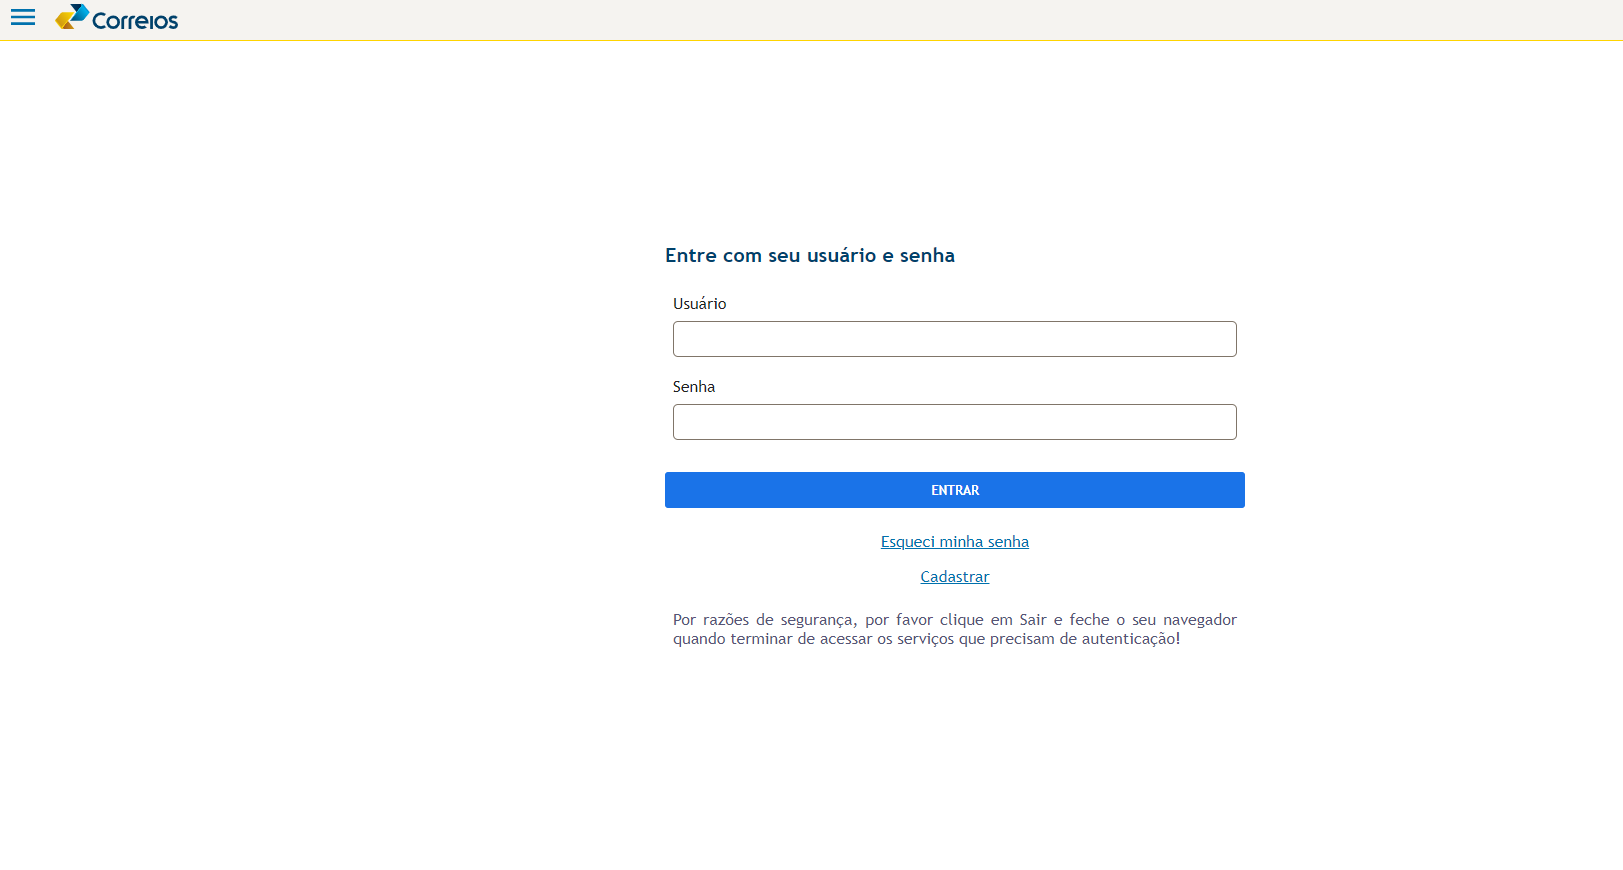 Correios
Entre com seu usuário e senha
Usuário
Senha
ENTRAR
Esqueci minha senha
Cadastrar
Por razões de segurança, por favor clique em Sair e feche o seu navegador
quando terminar de acessar os serviços que precisam de autenticação!